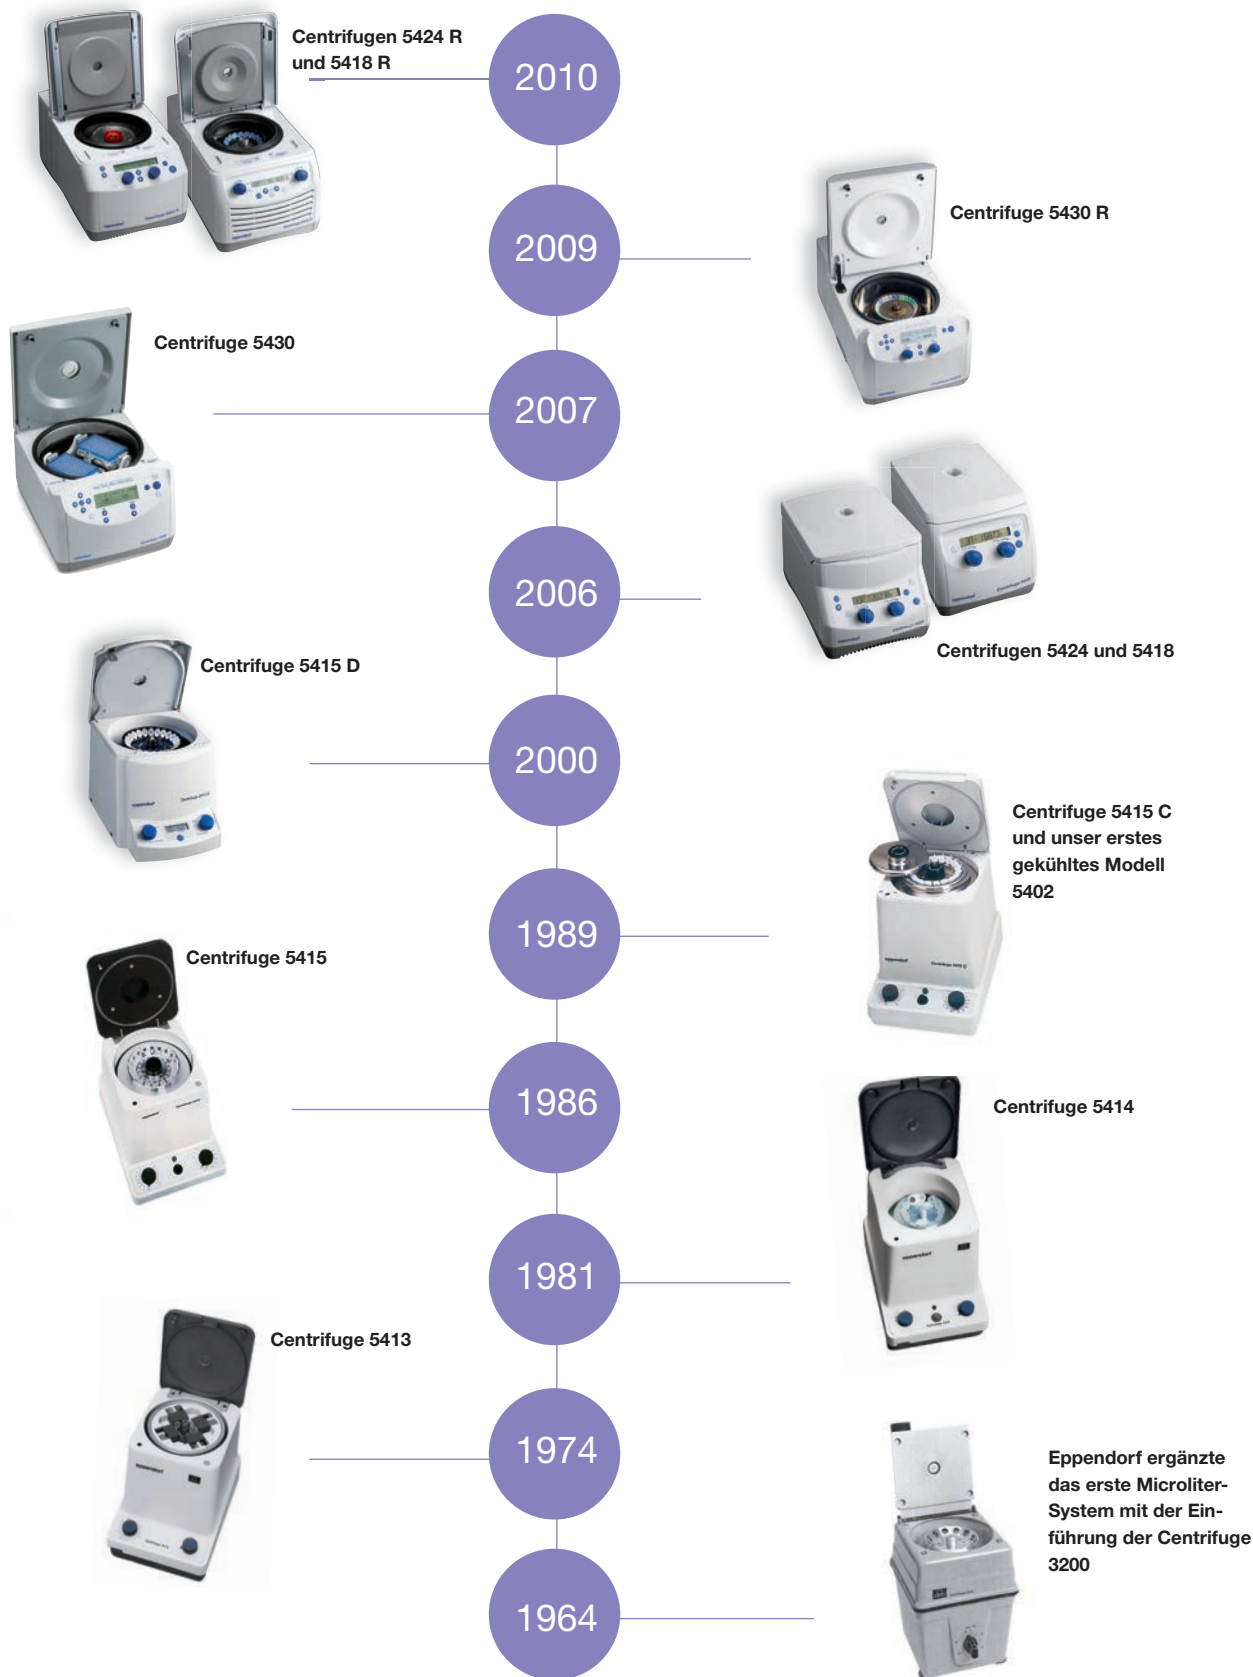 Centrifugen 5424 R
und 5418 R
2010
2009
Centrifuge 5430 R
Centrifuge 5430
2007
2006
Centrifugen 5424 und 5418
Centrifuge 5415 D
2000
Centrifuge 5415 C
und unser erstes
gekühltes Modell
5402
1989
Centrifuge 5415
1986
Centrifuge 5414
1981
Centrifuge 5413
1974
Eppendorf ergänzte
das erste Microliter-
System mit der Ein-
führung der Centrifuge
3200
1964
eppendorf